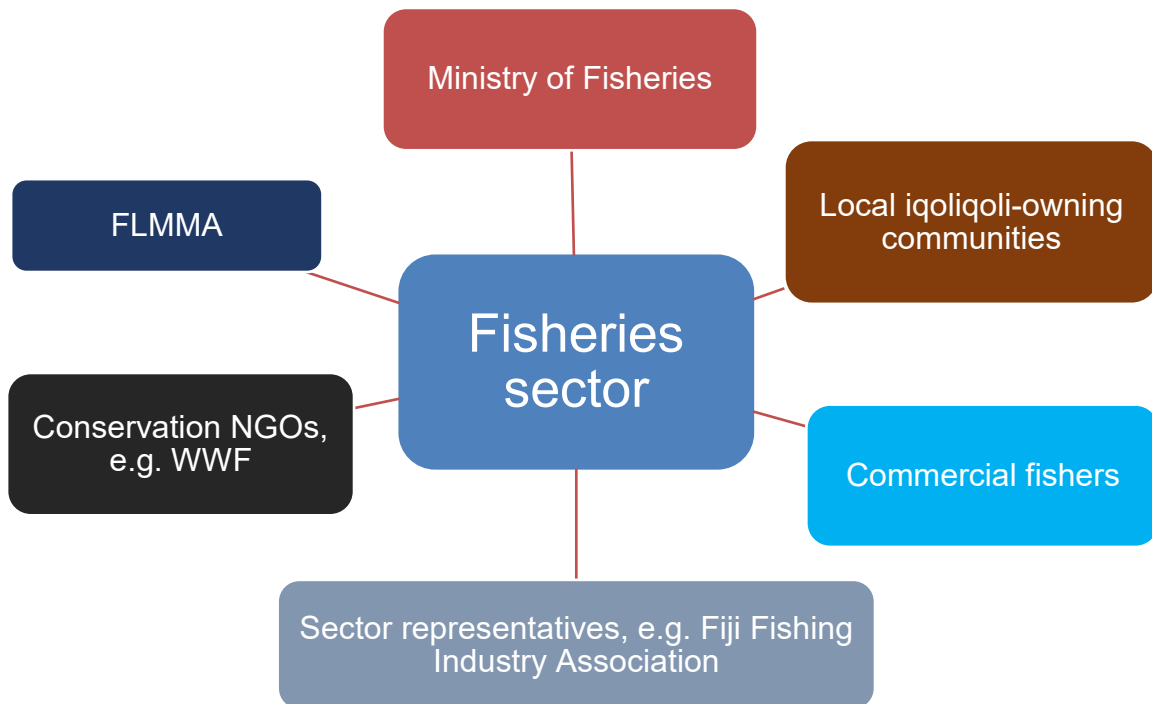 Ministry of Fisheries
Local iqoliqoli-owning
communities
FLMMA
Fisheries
sector
Conservation NGOs,
e.g. WWF
Commercial fishers
Sector representatives, e.g. Fiji Fishing
Industry Association